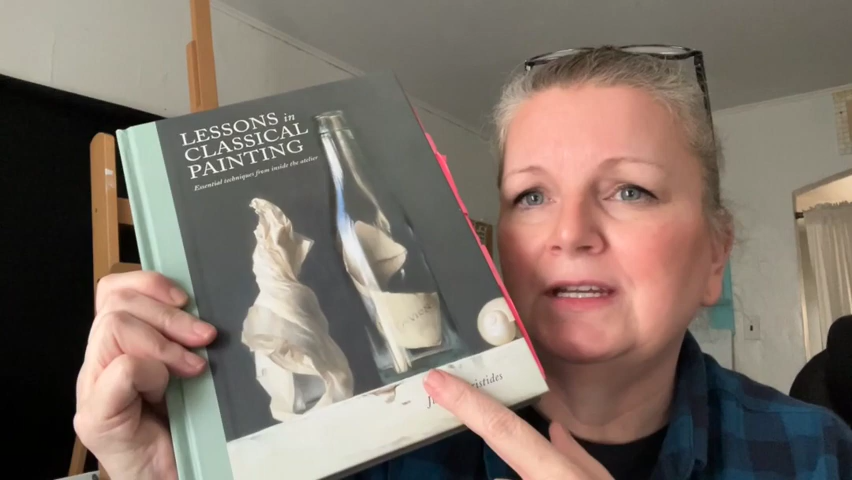 LESSONS in
CLASSICAL
PAINTING
Essential techniques from inside the atelier